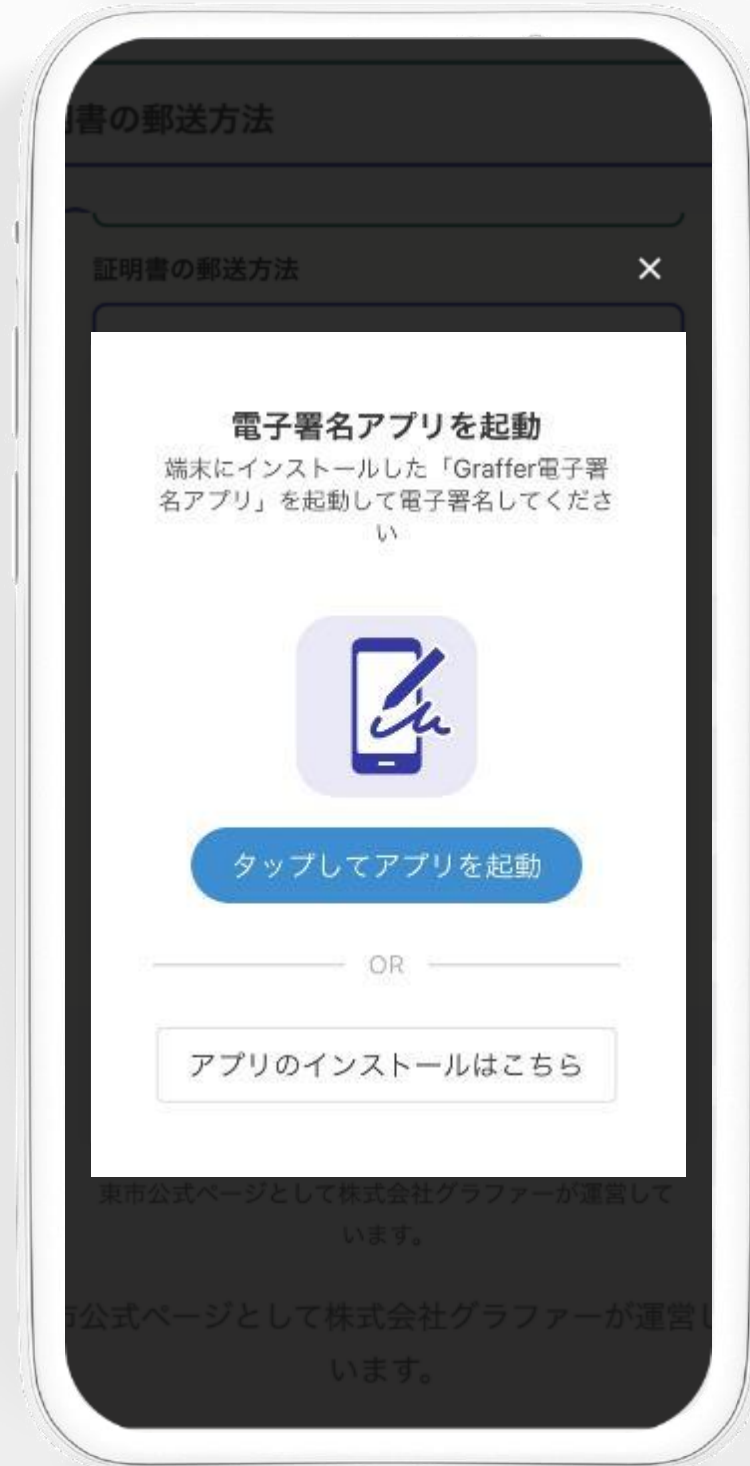 書の郵送方法
証明書の郵送方法
×
電子署名アプリを起動
端末にインストールした「Graffer電子署
名アプリ」を起動して電子署名してくださ
い
タップしてアプリを起動
OR
アプリのインストールはこちら
東市公式ページとして株式会社グラファーが運営して
います。
公式ページとして株式会社グラファーが運営し
います。